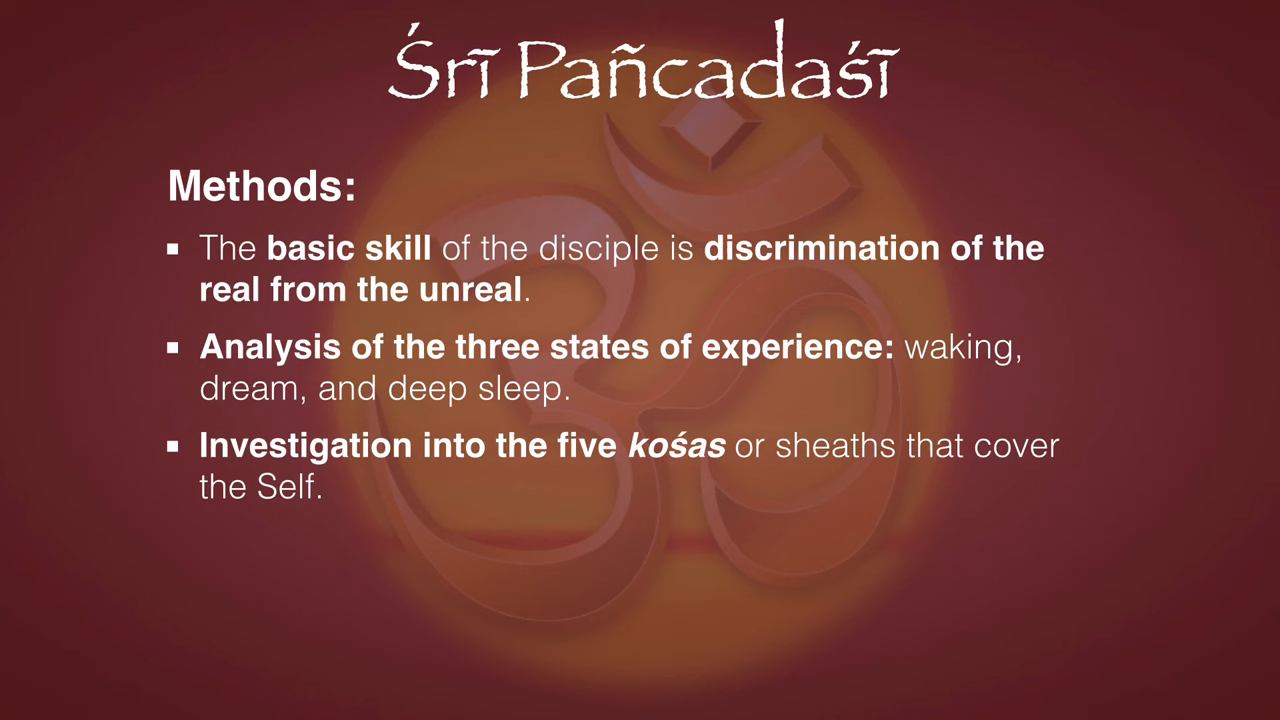 Śrī Pañcadaśī
Methods:
▪ The basic skill of the disciple is discrimination of the
real from the unreal.
▪ Analysis of the three states of experience: waking,
dream, and deep sleep.
▪ Investigation into the five kośas or sheaths that cover
the Self.